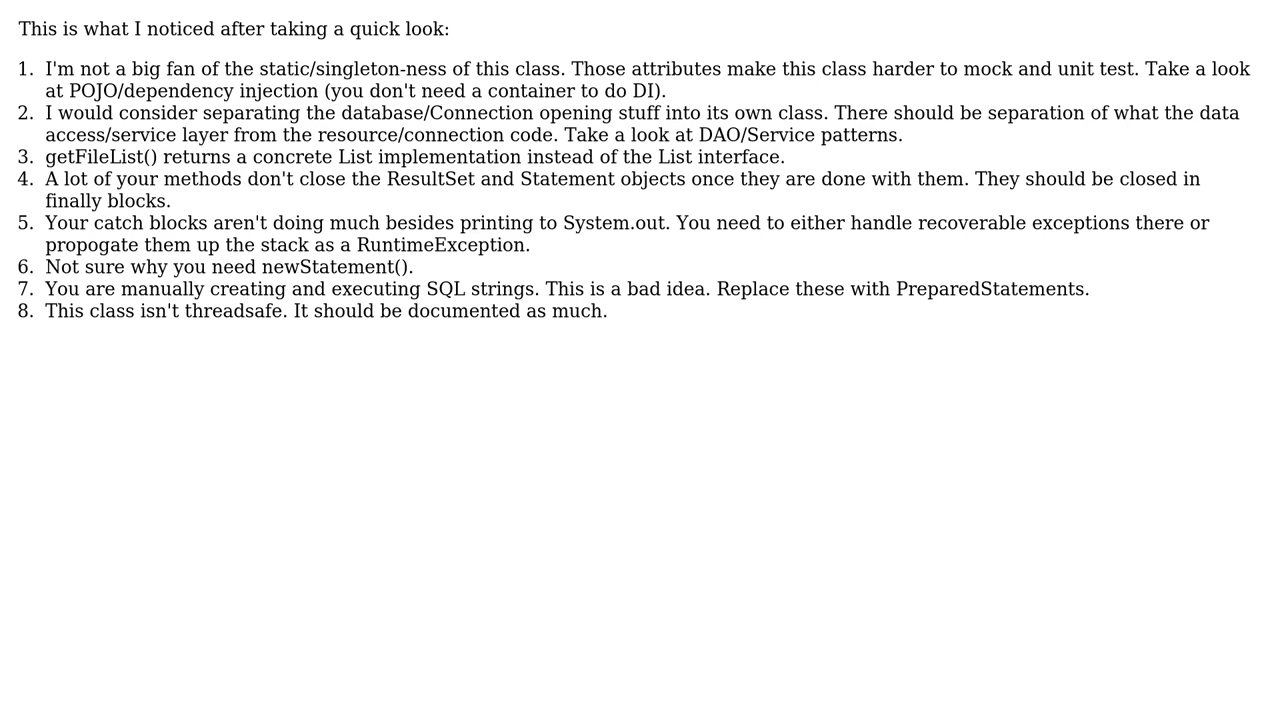 This is what I noticed after taking a quick look:
1. I'm not a big fan of the static/singleton-ness of this class. Those attributes make this class harder to mock and unit test. Take a look
at POJO/dependency injection (you don't need a container to do DI).
2. I would consider separating the database/Connection opening stuff into its own class. There should be separation of what the data
access/service layer from the resource/connection code. Take a look at DAO/Service patterns.
3. getFileList() returns a concrete List implementation instead of the List interface.
4. A lot of your methods don't close the ResultSet and Statement objects once they are done with them. They should be closed in
finally blocks.
5. Your catch blocks aren't doing much besides printing to System.out. You need to either handle recoverable exceptions there or
propogate them up the stack as a RuntimeException.
6. Not sure why you need newStatement().
7. You are manually creating and executing SQL strings. This is a bad idea. Replace these with PreparedStatements.
8. This class isn't threadsafe. It should be documented as much.